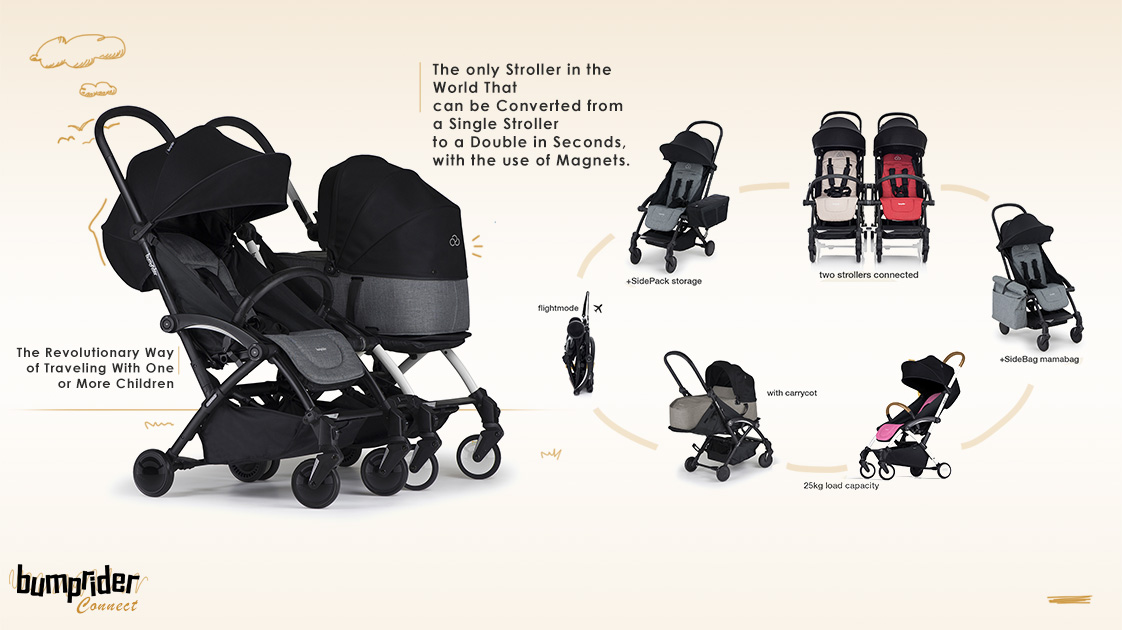 The only Stroller in the
World That
can be Converted from
a Single Stroller
to a Double in Seconds,
with the use of Magnets.
+SidePack storage
two strollers connected
flightmode
+SideBag mamabag
The Revolutionary Way
of Traveling With One
or More Children
with carrycot
25kg load capacity
bumprider
Connect